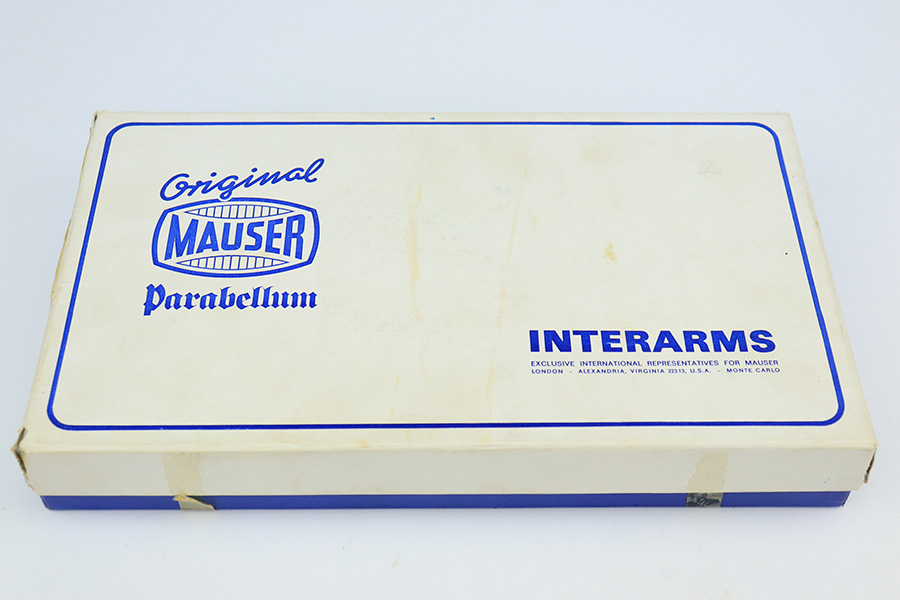 Original
MAUSER
Parabellum
INTERARMS
EXCLUSIVE INTERNATIONAL REPRESENTATIVES FOR MAUSER
LONDON - ALEXANDRIA, VIRGINIA 22313, U.S.A. - MONTE CARLO